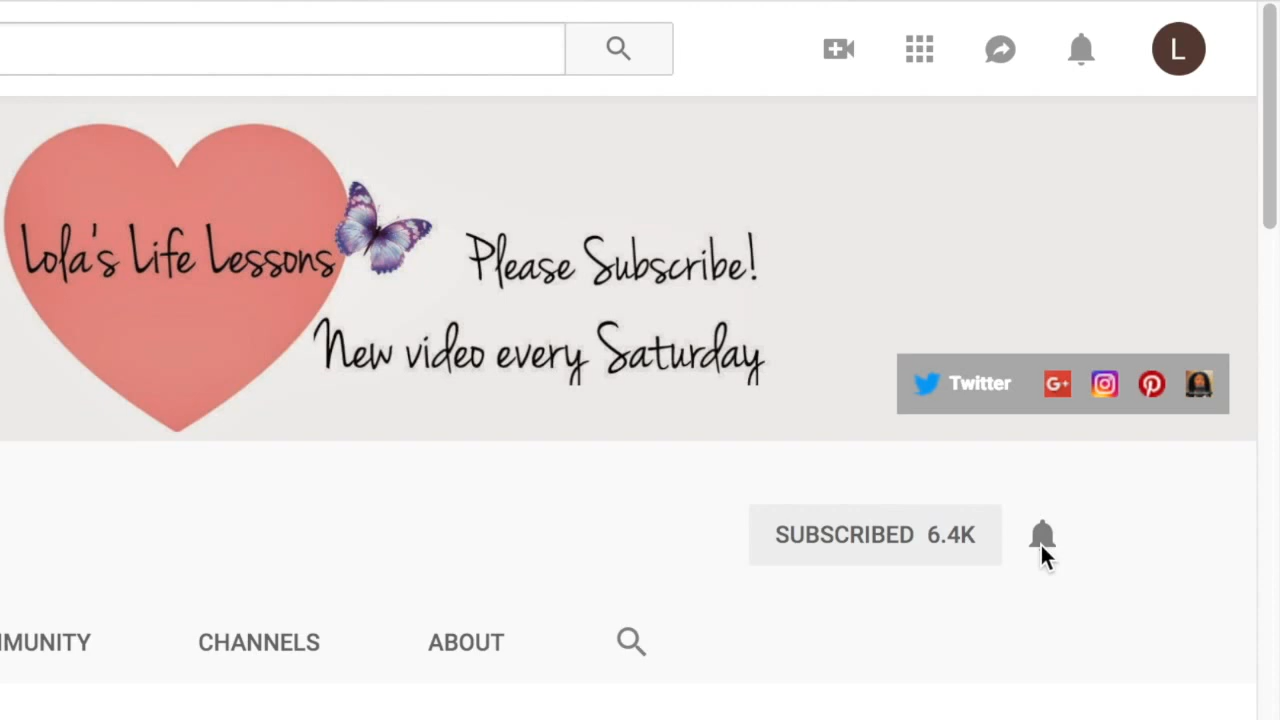 L
Lola's Life Lessons
Please Subscribe!
New video every Saturday
Twitter
G+
SUBSCRIBED 6.4K
MUNITY
CHANNELS
ABOUT